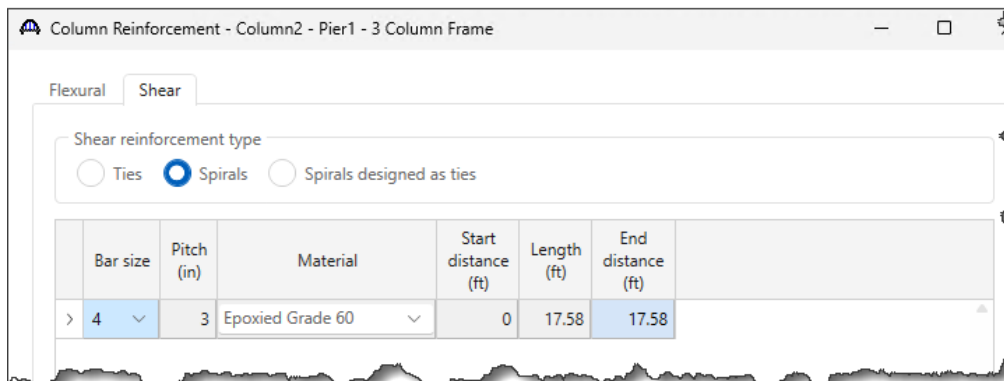 Column Reinforcement - Column2 - Pier1 - 3 Column Frame
Flexural Shear
Shear reinforcement type
Ties Spirals Spirals designed as ties
Bar size Pitch (in) Material Start distance (ft) Length (ft) End distance (ft)
4 3 Epoxied Grade 60 0 17.58 17.58